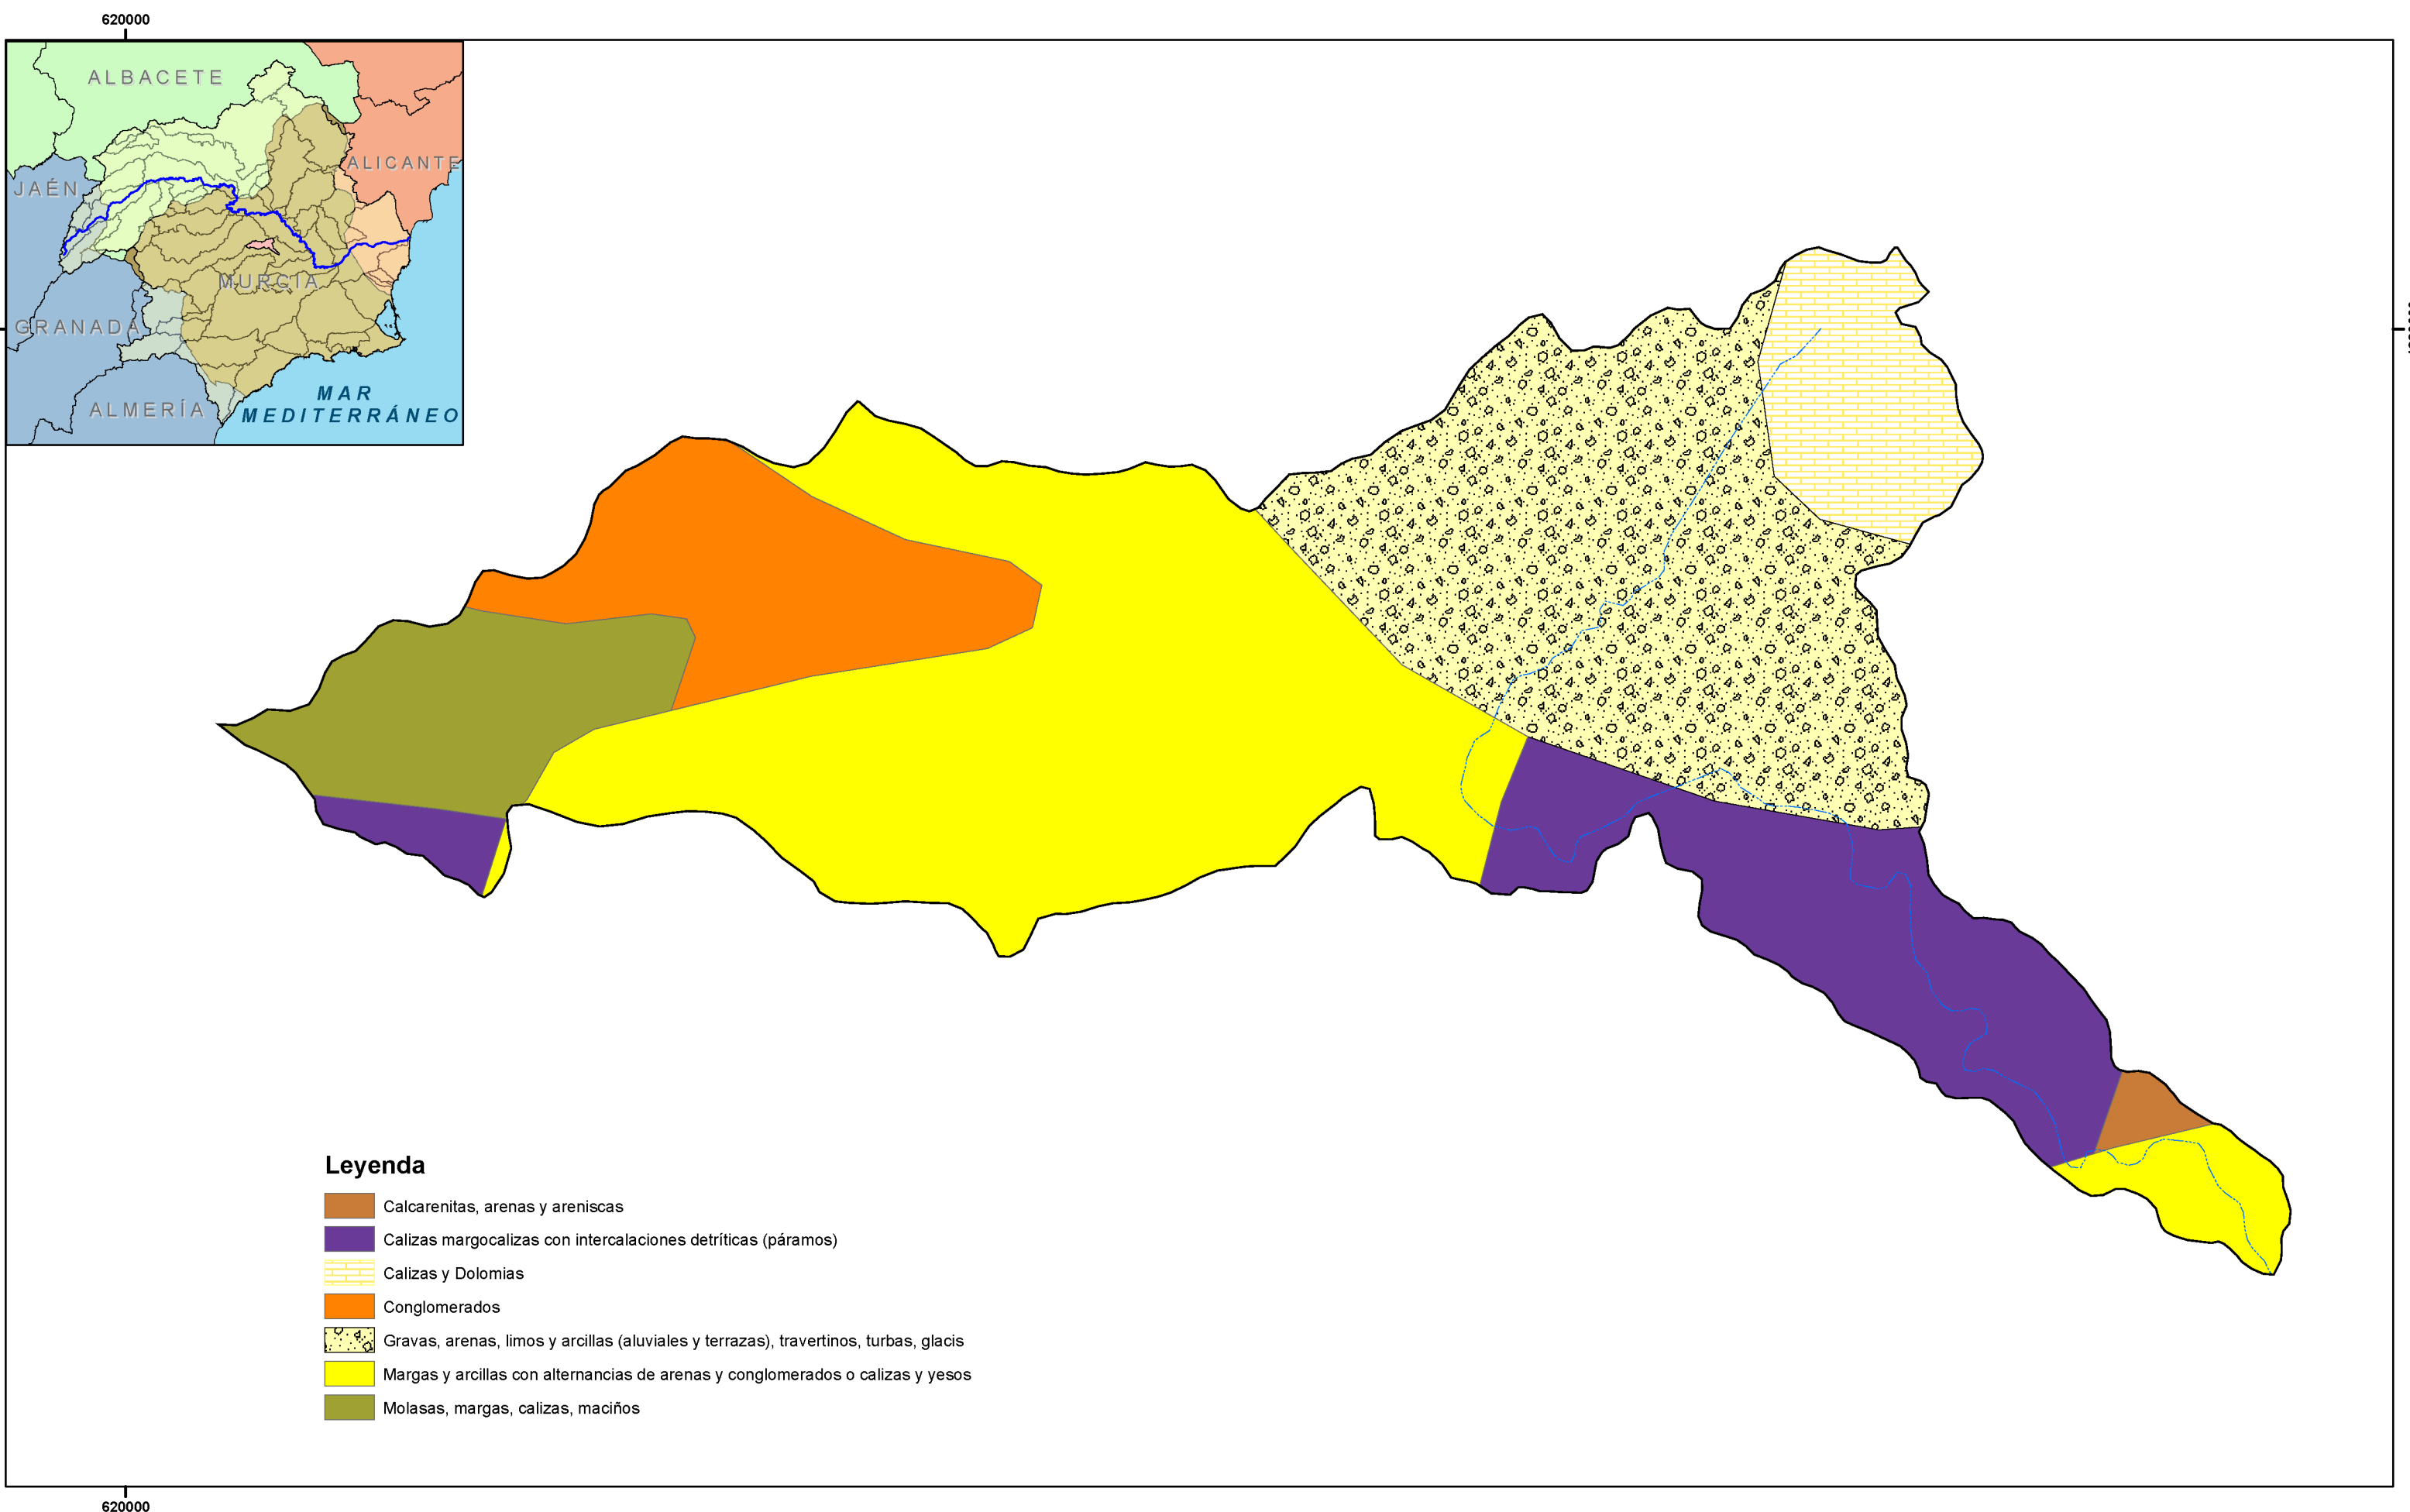 620000
ALBACETE
ALICANTE
JAÉN
MURCIA
GRANADA
ALMERÍA
MAR
MEDITERRÁNEO
Leyenda
Calcarenitas, arenas y areniscas
Calizas margocalizas con intercalaciones detríticas (páramos)
Calizas y Dolomias
Conglomerados
Gravas, arenas, limos y arcillas (aluviales y terrazas), travertinos, turbas, glacis
Margas y arcillas con alternancias de arenas y conglomerados o calizas y yesos
Molasas, margas, calizas, maciños
620000